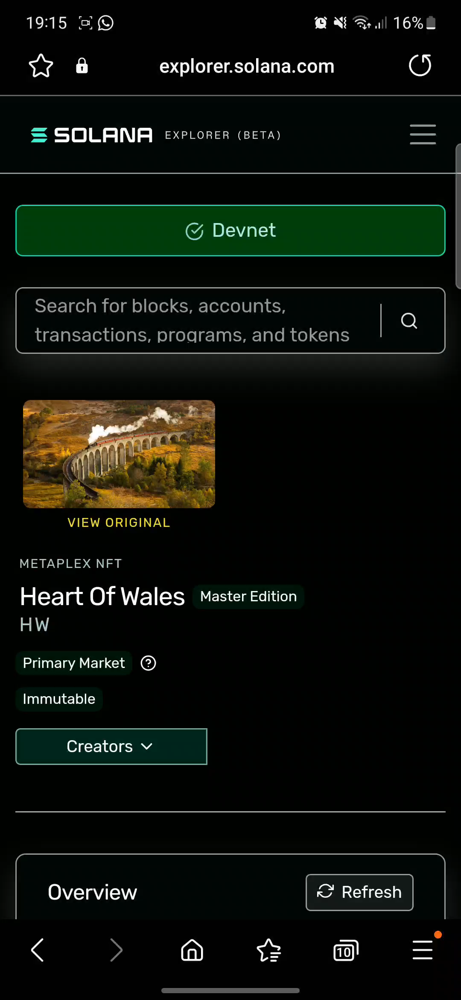 19:15
16%
explorer.solana.com
SOLANA EXPLORER (BETA)
Devnet
Search for blocks, accounts,
transactions, programs, and tokens
VIEW ORIGINAL
METAPLEX NFT
Heart Of Wales Master Edition
HW
Primary Market
Immutable
Creators
Overview Refresh
10